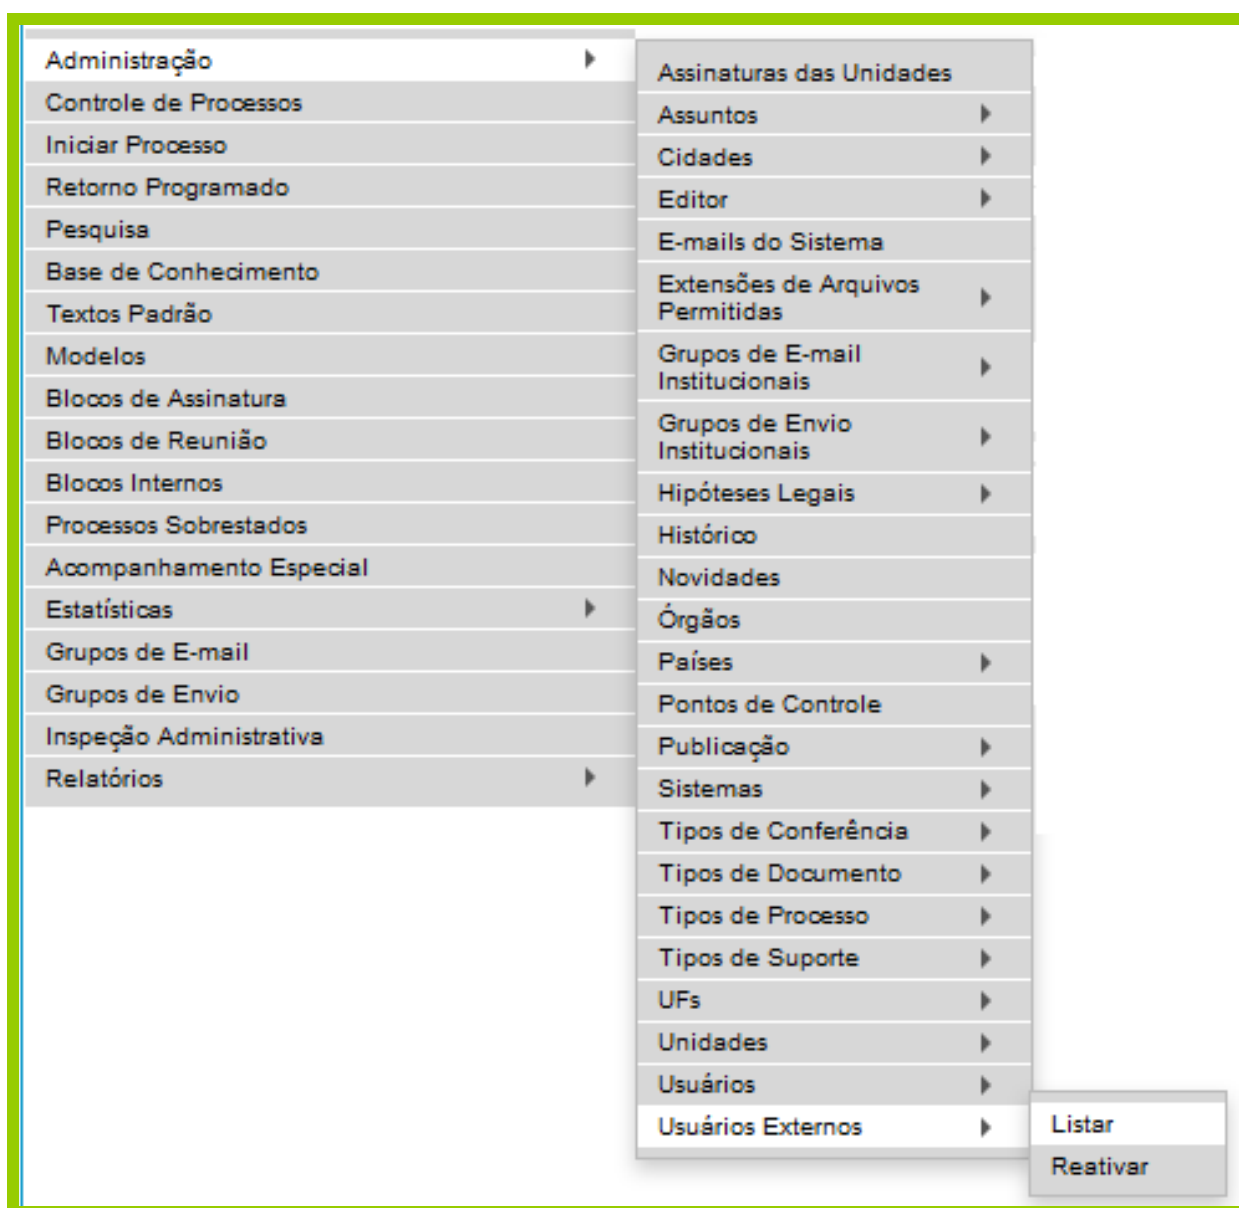 Administração
Controle de Processos
Iniciar Processo
Retorno Programado
Pesquisa
Base de Conhecimento
Textos Padrão
Modelos
Blocos de Assinatura
Blocos de Reunião
Blocos Internos
Processos Sobrestados
Acompanhamento Especial
Estatísticas
Grupos de E-mail
Grupos de Envio
Inspeção Administrativa
Relatórios
Assinaturas das Unidades
Assuntos
Cidades
Editor
E-mails do Sistema
Extensões de Arquivos
Permitidas
Grupos de E-mail
Institucionais
Grupos de Envio
Institucionais
Hipóteses Legais
Histórico
Novidades
Órgãos
Países
Pontos de Controle
Publicação
Sistemas
Tipos de Conferência
Tipos de Documento
Tipos de Processo
Tipos de Suporte
UFs
Unidades
Usuários
Usuários Externos
Listar
Reativar